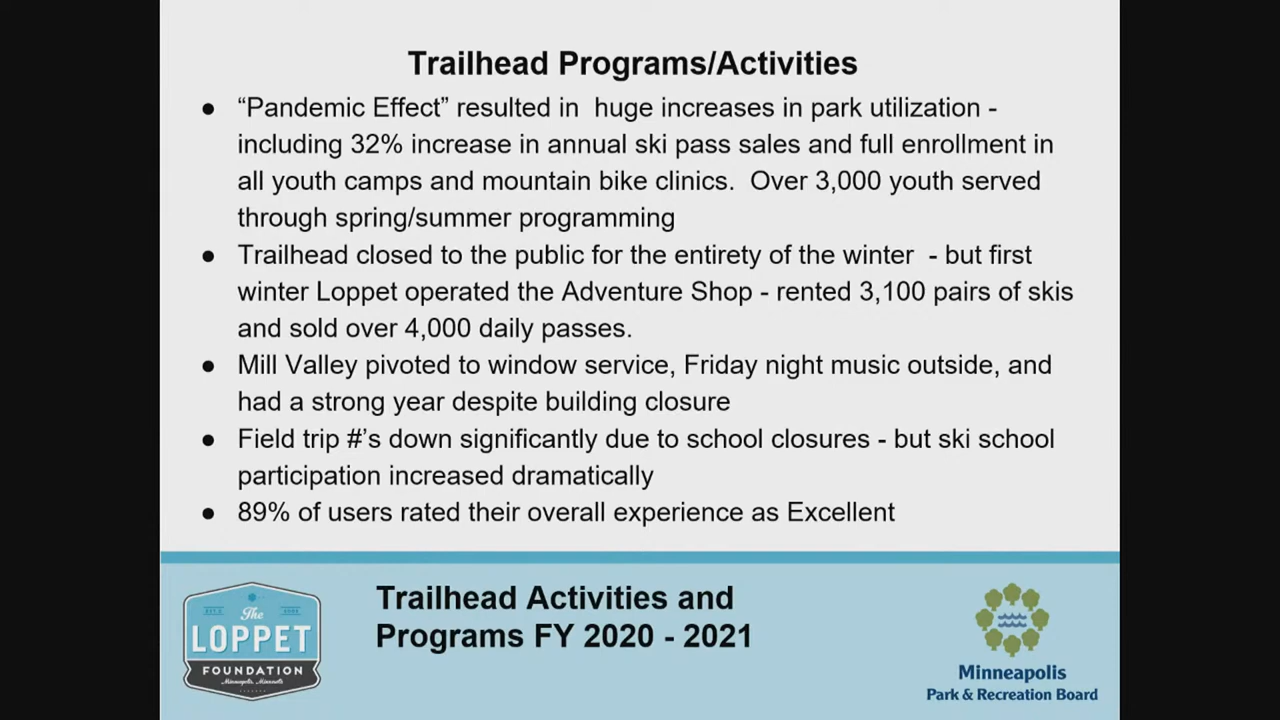 Trailhead Programs/Activities
● “Pandemic Effect” resulted in huge increases in park utilization -
including 32% increase in annual ski pass sales and full enrollment in
all youth camps and mountain bike clinics. Over 3,000 youth served
through spring/summer programming
● Trailhead closed to the public for the entirety of the winter - but first
winter Loppet operated the Adventure Shop - rented 3,100 pairs of skis
and sold over 4,000 daily passes.
● Mill Valley pivoted to window service, Friday night music outside, and
had a strong year despite building closure
● Field trip #’s down significantly due to school closures - but ski school
participation increased dramatically
● 89% of users rated their overall experience as Excellent
Trailhead Activities and
Programs FY 2020 - 2021
The
LOPPET
FOUNDATION
Minneapolis, Minnesota
Minneapolis
Park & Recreation Board